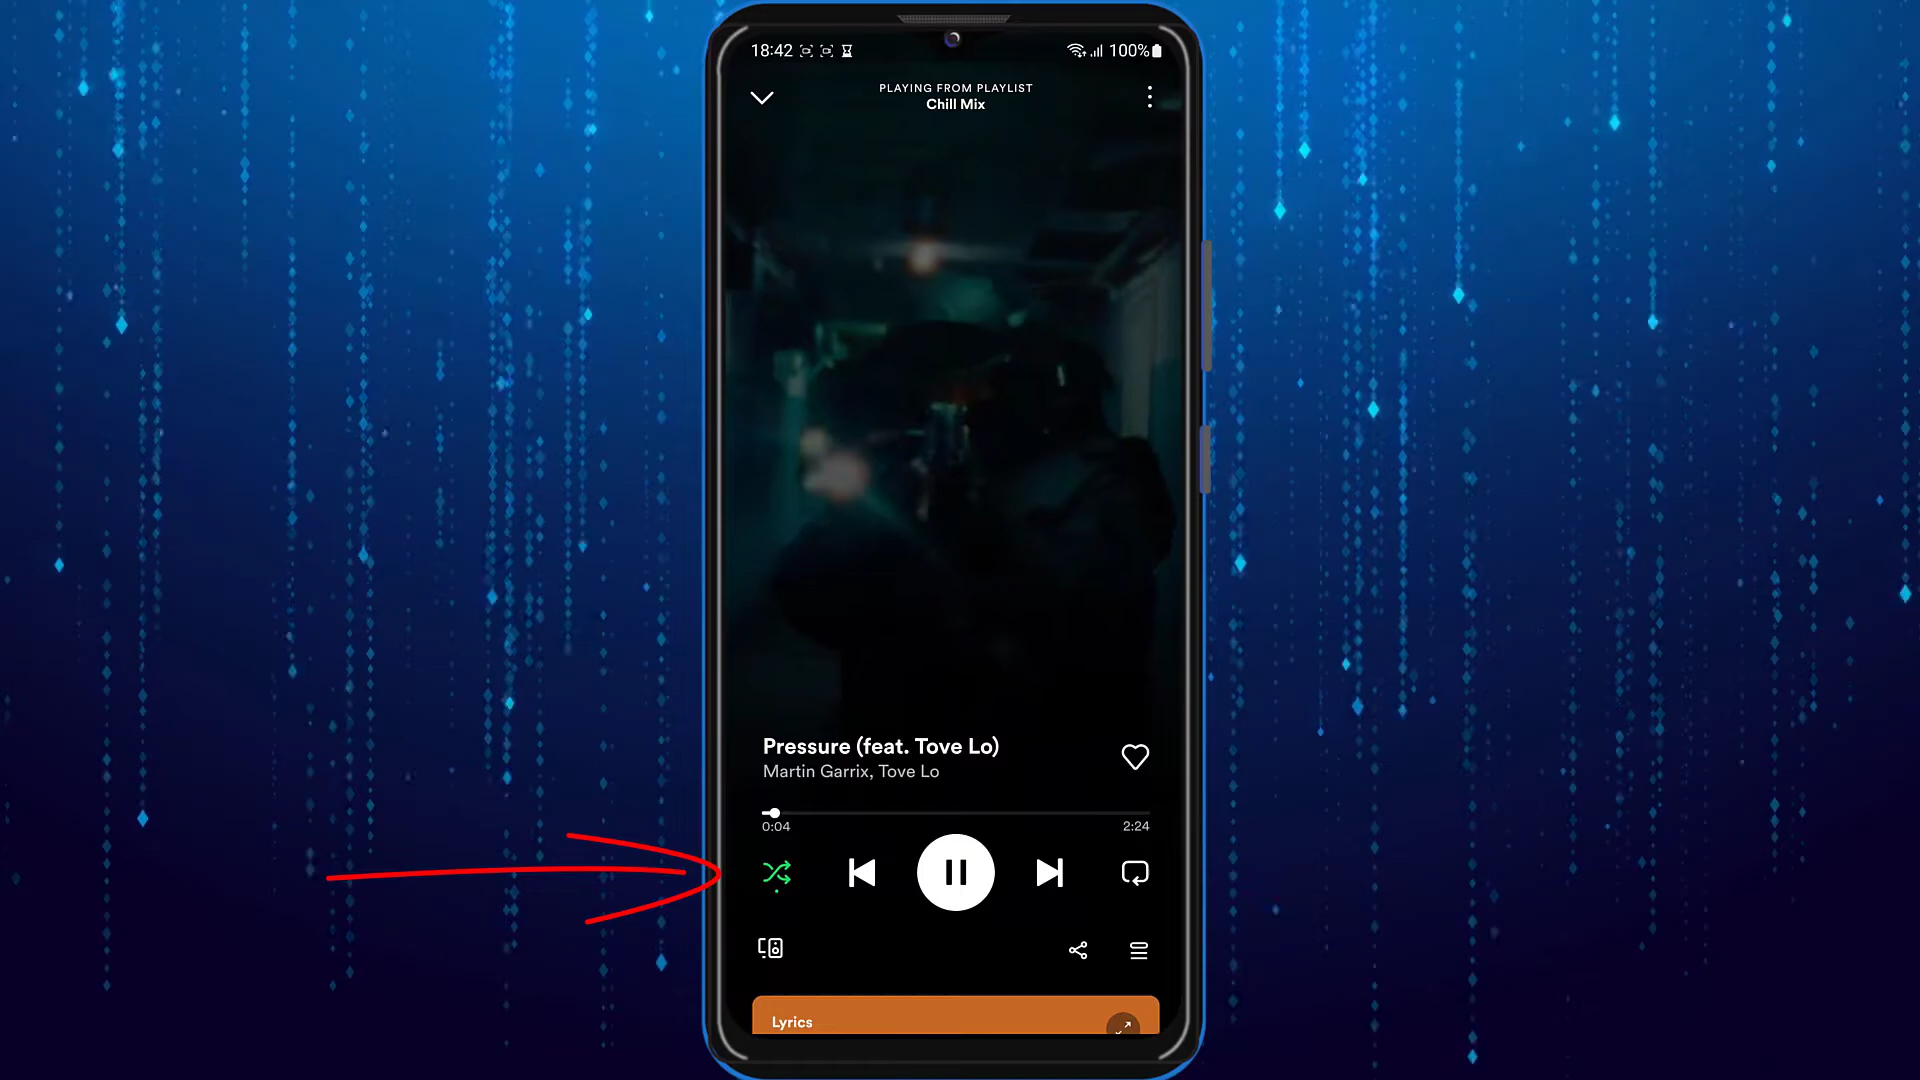 18:42
100%
PLAYING FROM PLAYLIST
Chill Mix
Pressure (feat. Tove Lo)
Martin Garrix, Tove Lo
0:04
2:24
Lyrics